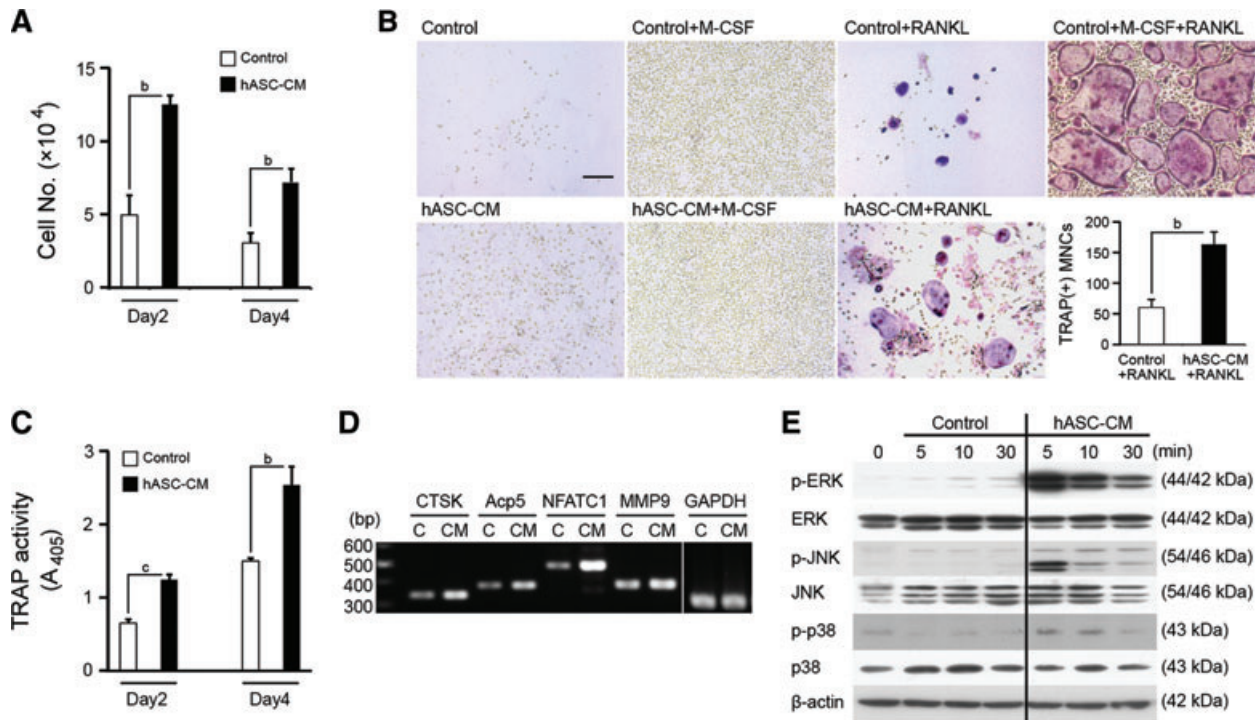 A
Control
hASC-CM
Cell No. (×10⁴)
15
10
5
0
b
b
Day2
Day4
B
Control
Control+M-CSF
Control+RANKL
Control+M-CSF+RANKL
hASC-CM
hASC-CM+M-CSF
hASC-CM+RANKL
TRAP(+) MNCs
200
150
100
50
0
b
Control
+RANKL
hASC-CM
+RANKL
C
Control
hASC-CM
TRAP activity
(A₄₀₅)
3
2
1
0
c
b
Day2
Day4
D
CTSK Acp5 NFATC1 MMP9 GAPDH
(bp) C CM C CM C CM C CM C CM
600
500
400
300
E
Control hASC-CM
0 5 10 30 5 10 30 (min)
p-ERK (44/42 kDa)
ERK (44/42 kDa)
p-JNK (54/46 kDa)
JNK (54/46 kDa)
p-p38 (43 kDa)
p38 (43 kDa)
β-actin (42 kDa)